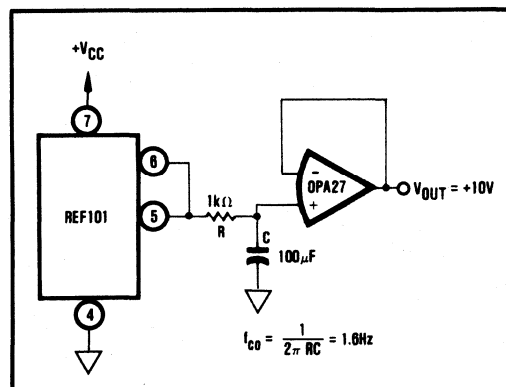 +VCC
7
6
REF101
5
1kΩ
R
C
100μF
4
−
OPA27
+
VOUT = +10V
fCO = 1 / 2π RC = 1.6Hz